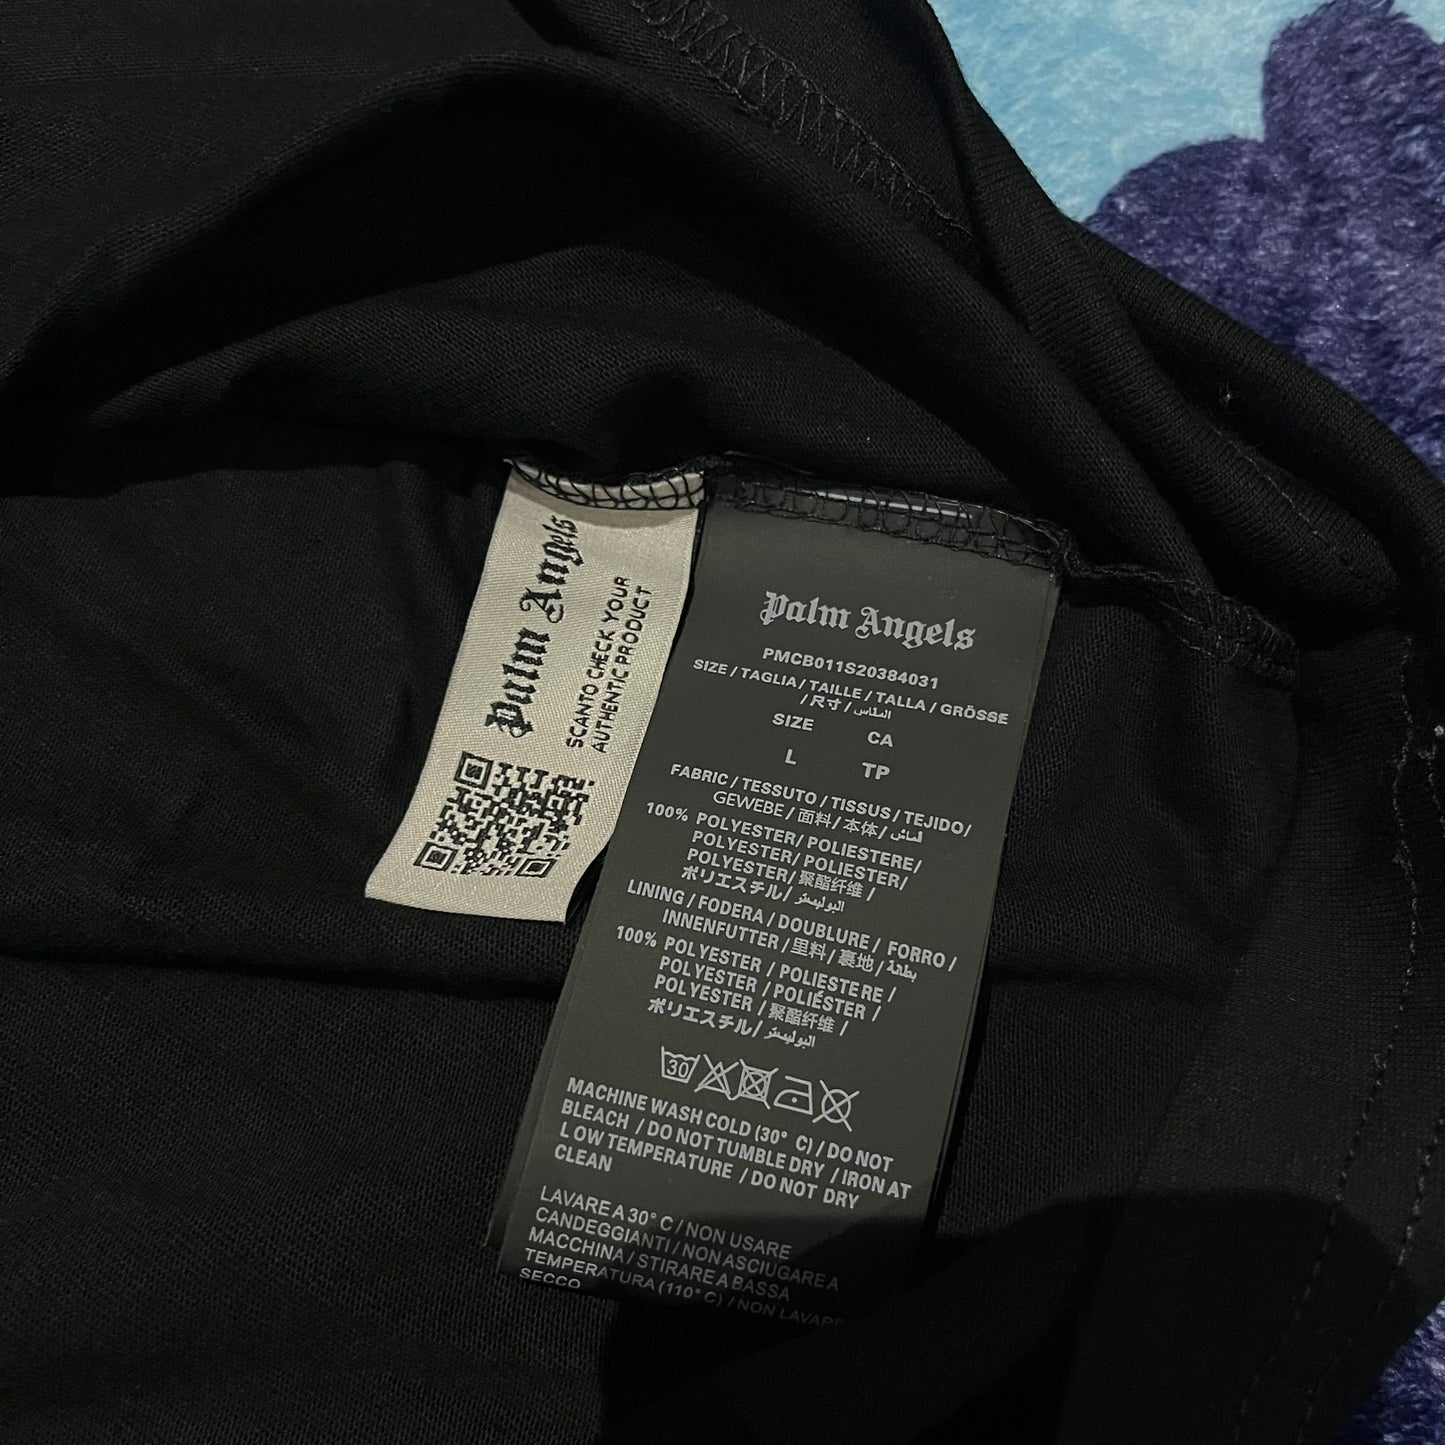 Palm Angels
SCANTO CHECK YOUR
AUTHENTIC PRODUCT
Palm Angels
PMCB011S20384031
SIZE / TAGLIA / TAILLE / TALLA / GRÖSSE
/ 尺寸 / المقاس
SIZE CA
L TP
FABRIC / TESSUTO / TISSUS / TEJIDO /
GEWEBE / 面料 / 本体 / قماش
100% POLYESTER / POLIESTERE /
POLYESTER / POLIESTER /
POLYESTER / 聚酯纤维 /
ポリエステル / البوليستر
LINING / FODERA / DOUBLURE / FORRO /
INNENFUTTER / 里料 / 裏地 / بطانة
100% POLYESTER / POLIESTERE /
POLYESTER / POLIÉSTER /
POLYESTER / 聚酯纤维 /
ポリエステル / البوليستر
30
MACHINE WASH COLD (30° C) / DO NOT
BLEACH / DO NOT TUMBLE DRY / IRON AT
LOW TEMPERATURE / DO NOT DRY
CLEAN
LAVARE A 30° C / NON USARE
CANDEGGIANTI / NON ASCIUGARE A
MACCHINA / STIRARE A BASSA
TEMPERATURA (110° C) / NON LAVARE
SECCO